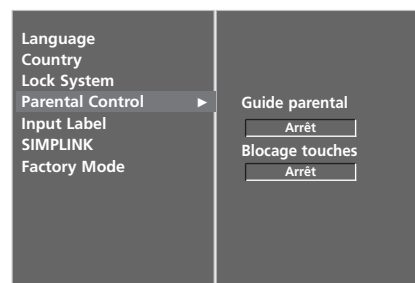 Language
Country
Lock System
Parental Control ►
Input Label
SIMPLINK
Factory Mode
Guide parental
Arrêt
Blocage touches
Arrêt